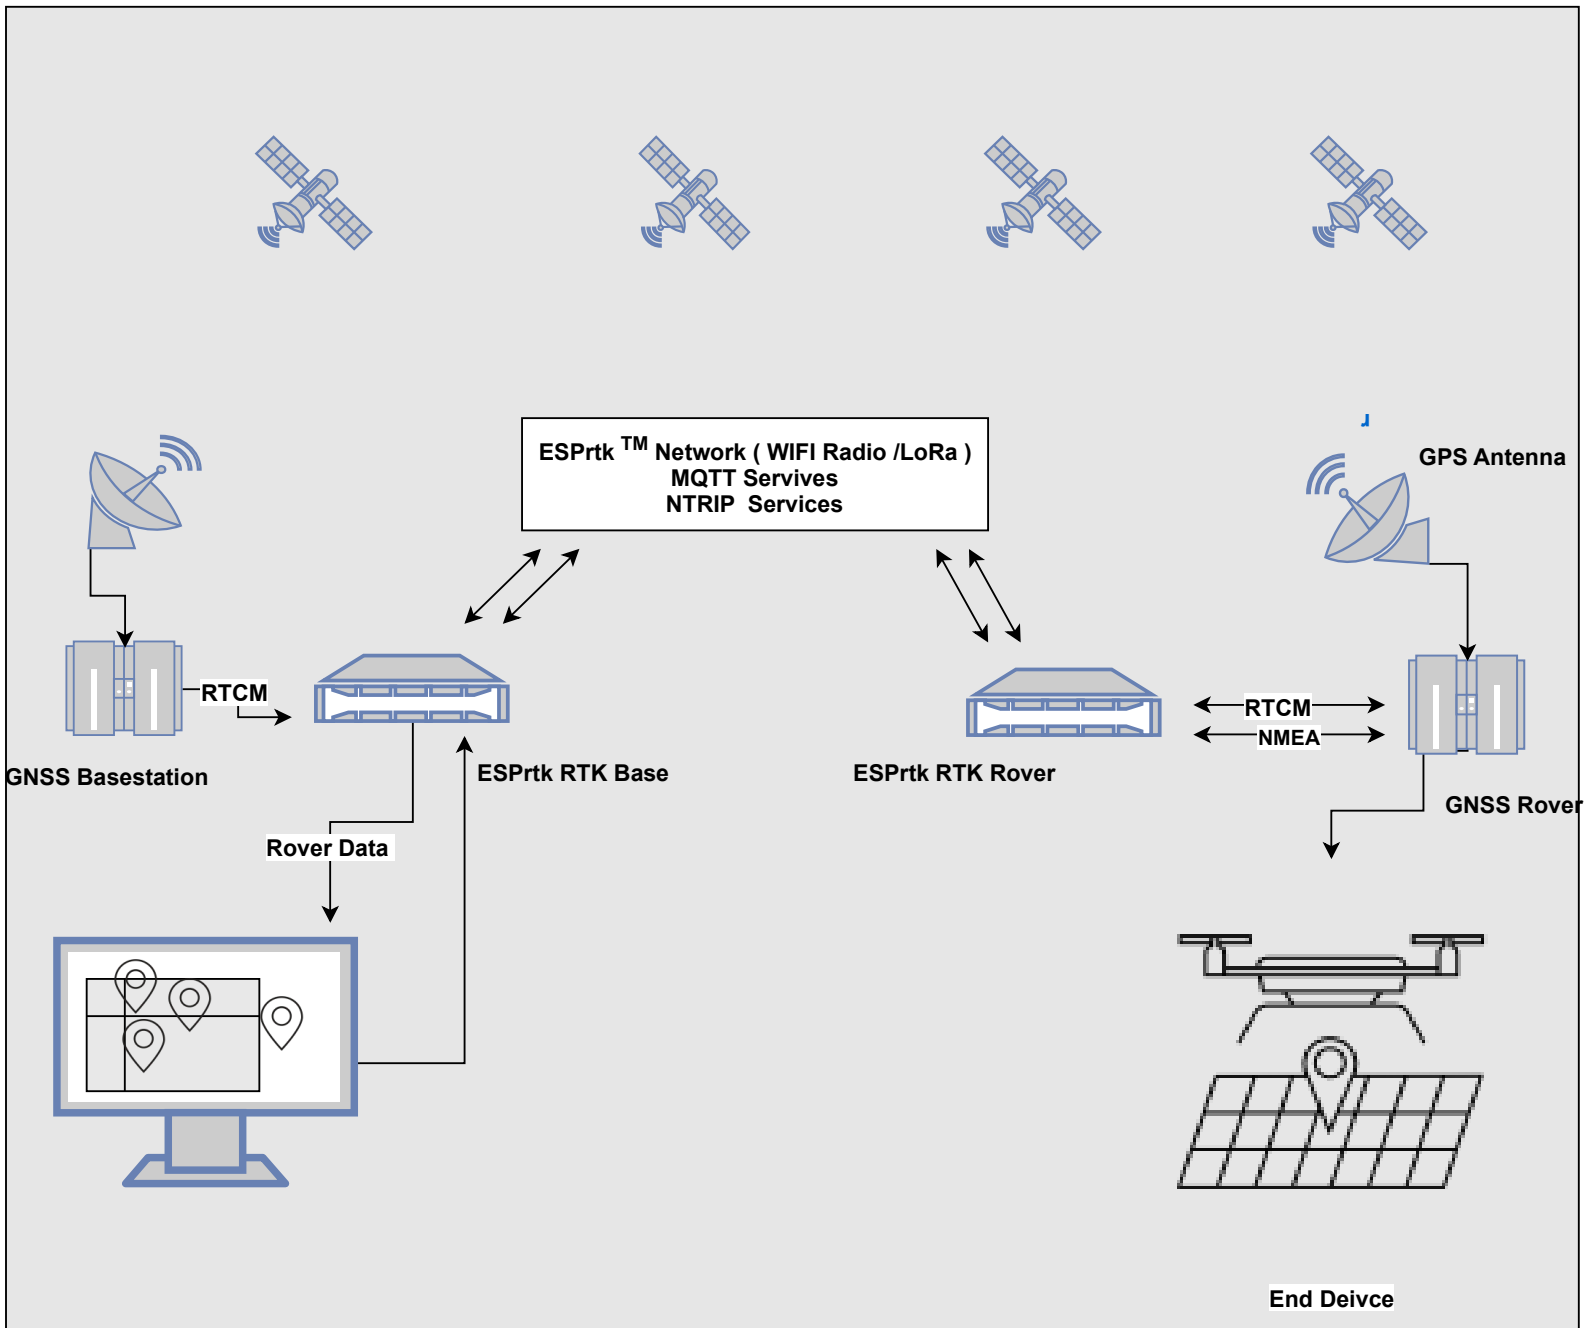 ESPrtk TM Network ( WIFI Radio /LoRa )
MQTT Servives
NTRIP Services
GPS Antenna
RTCM
RTCM
NMEA
GNSS Basestation
ESPrtk RTK Base
ESPrtk RTK Rover
GNSS Rover
Rover Data
End Deivce